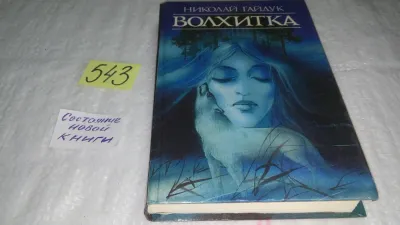 НИКОЛАЙ ГАЙДУК
ВОЛХИТКА
543
Состояние
новой
книги